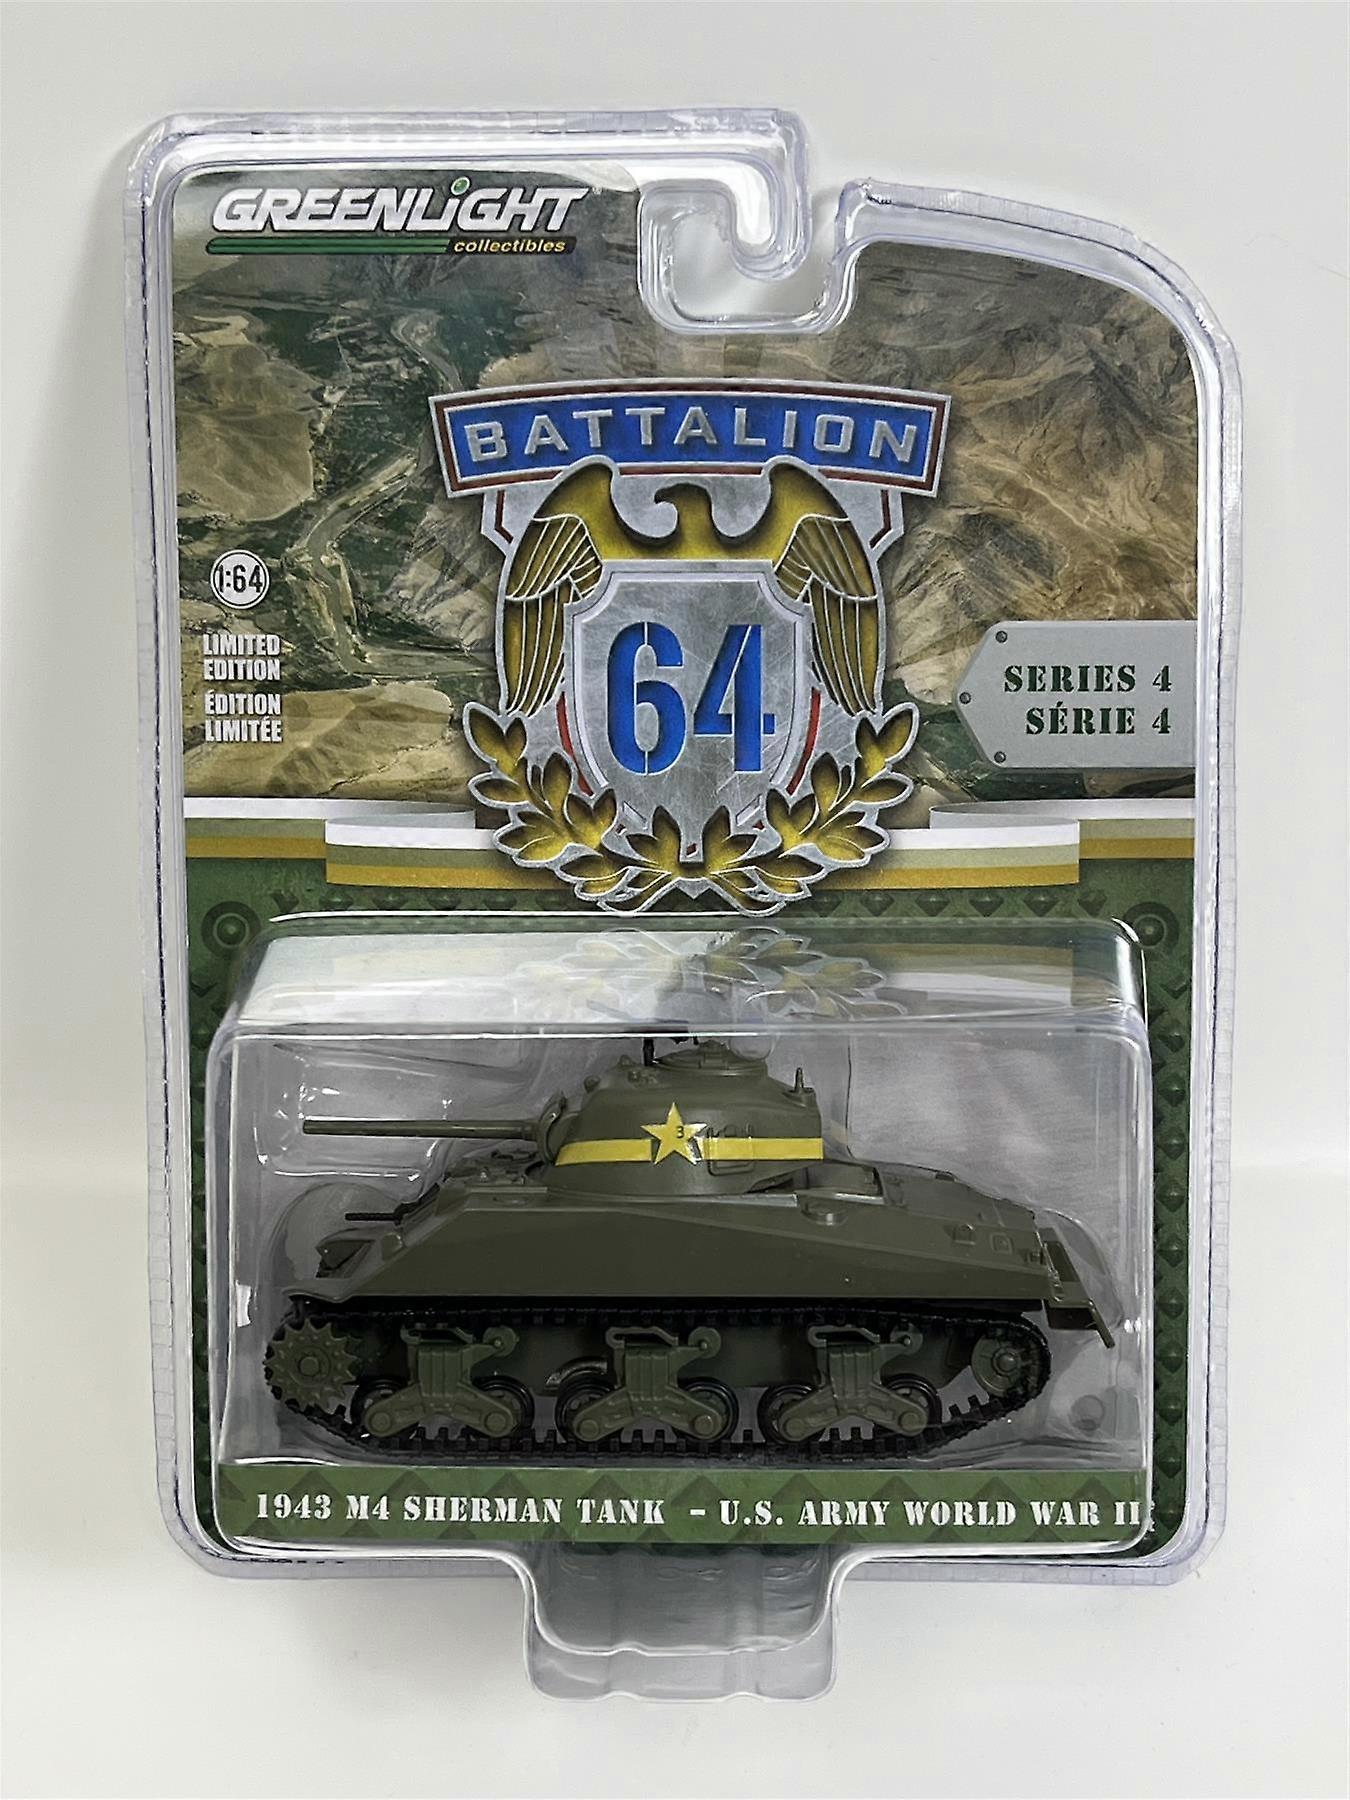 GREENLiGHT
collectibles
BATTALION
64
1:64
LIMITED
EDITION
ÉDITION
LIMITÉE
SERIES 4
SÉRIE 4
3
1943 M4 SHERMAN TANK - U.S. ARMY WORLD WAR II